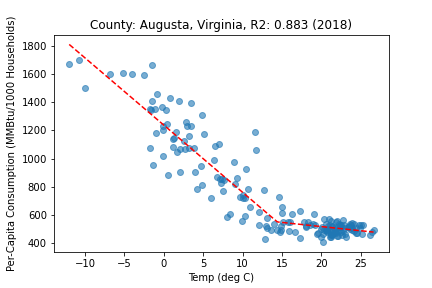 County: Augusta, Virginia, R2: 0.883 (2018)
Per-Capita Consumption (MMBtu/1000 Households)
1800
1600
1400
1200
1000
800
600
400
−10 −5 0 5 10 15 20 25
Temp (deg C)